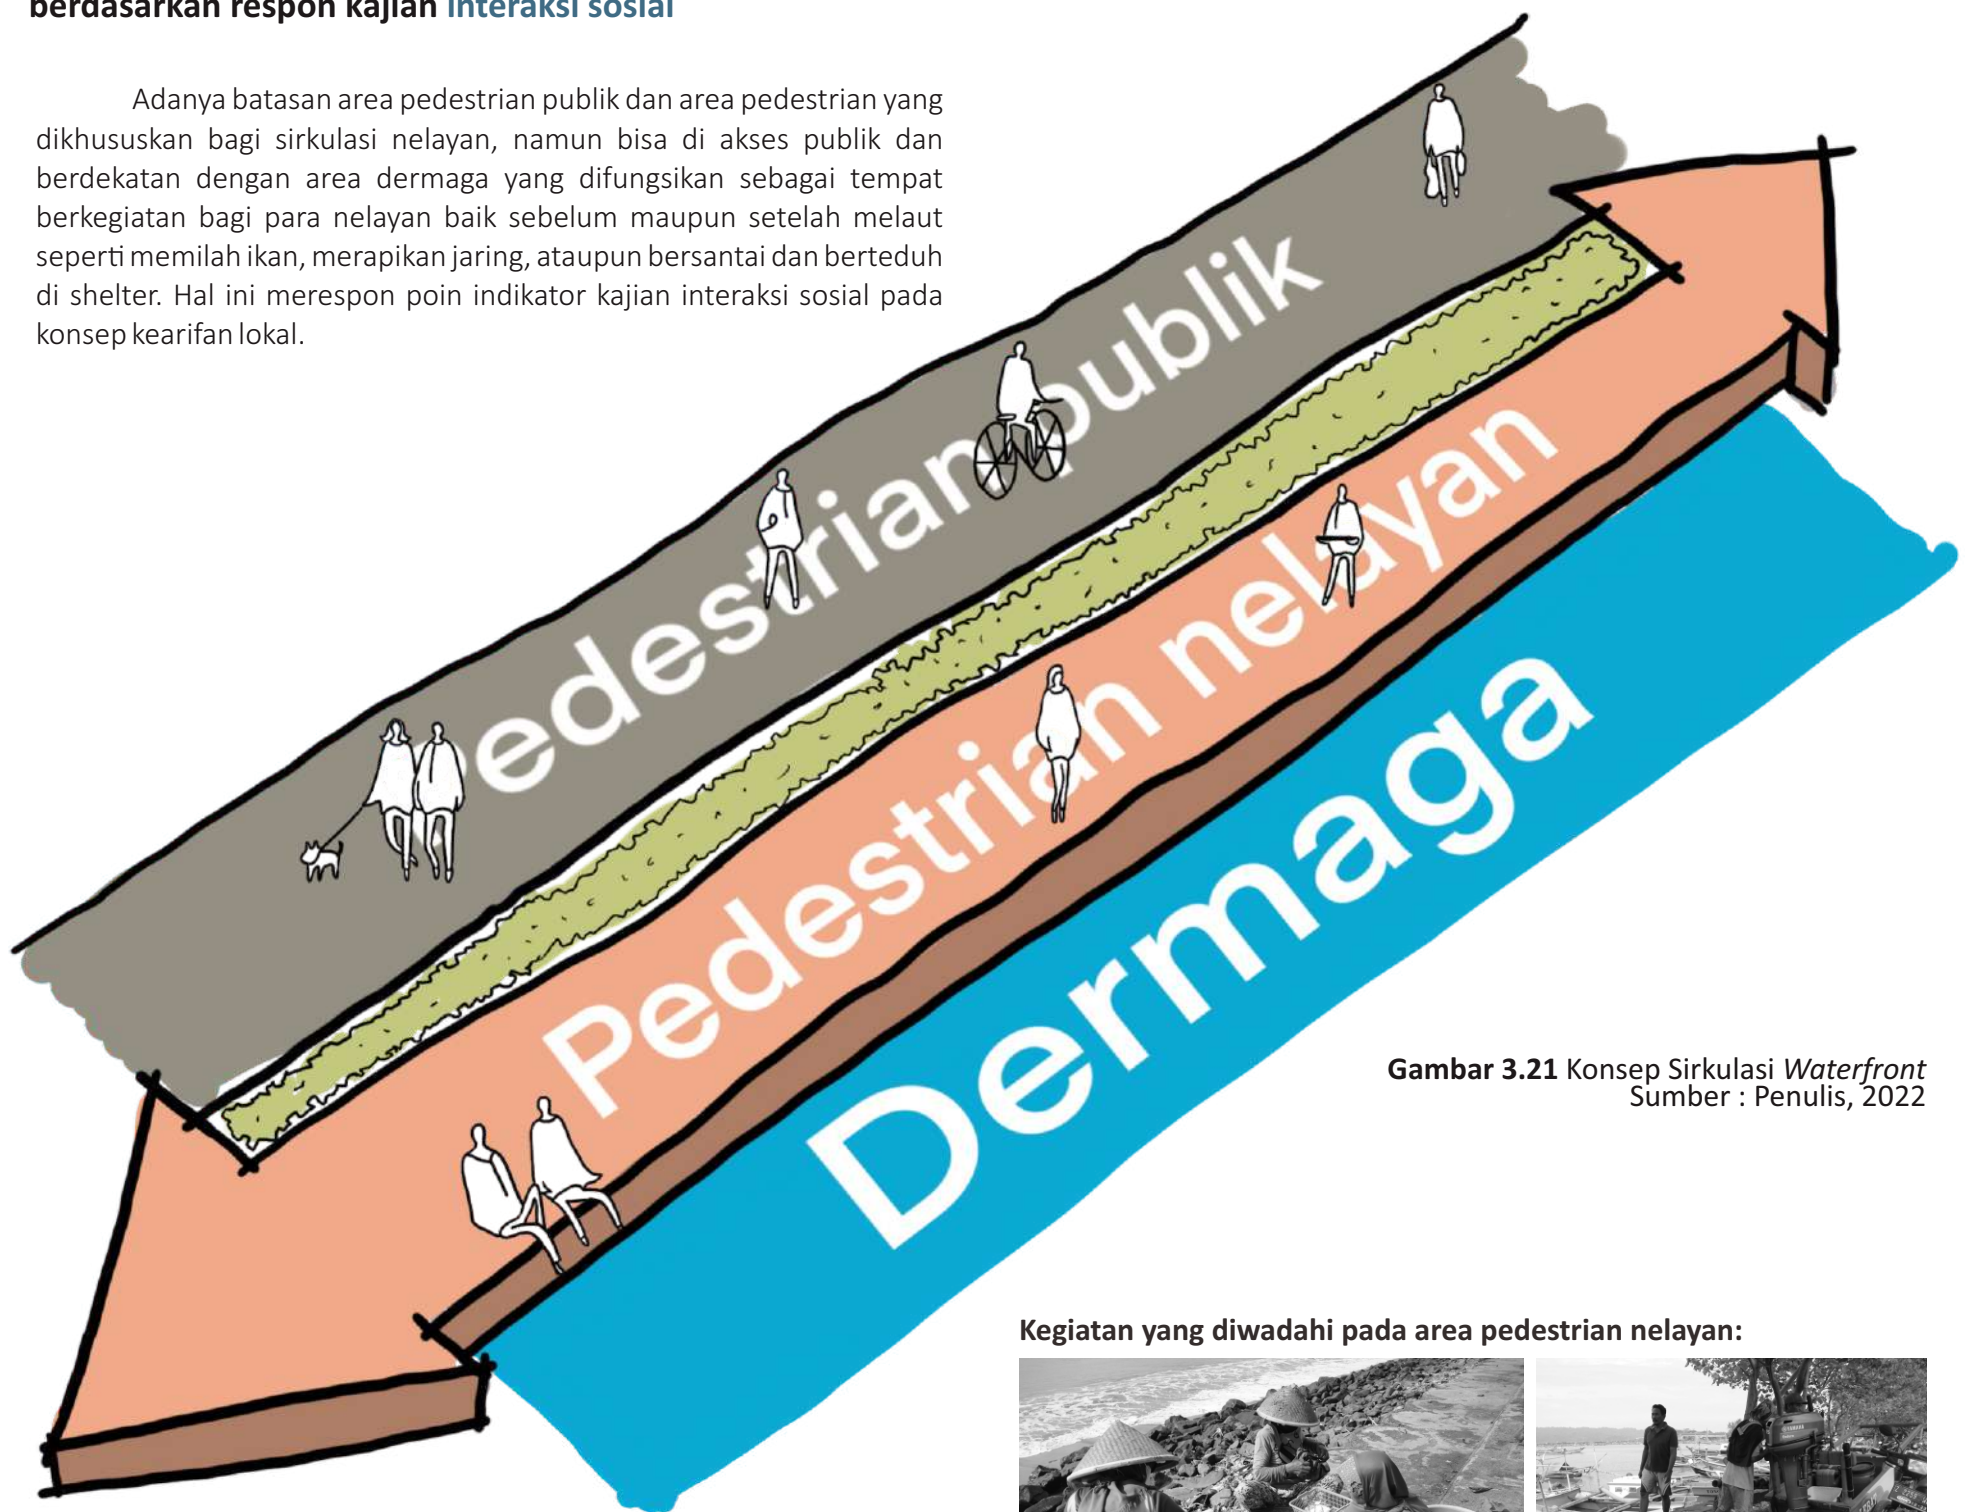 berdasarkan respon kajian interaksi sosial
Adanya batasan area pedestrian publik dan area pedestrian yang
dikhususkan bagi sirkulasi nelayan, namun bisa di akses publik dan
berdekatan dengan area dermaga yang difungsikan sebagai tempat
berkegiatan bagi para nelayan baik sebelum maupun setelah melaut
seperti memilah ikan, merapikan jaring, ataupun bersantai dan berteduh
di shelter. Hal ini merespon poin indikator kajian interaksi sosial pada
konsep kearifan lokal.
Pedestrian publik
Pedestrian nelayan
Dermaga
Gambar 3.21 Konsep Sirkulasi Waterfront
Sumber : Penulis, 2022
Kegiatan yang diwadahi pada area pedestrian nelayan:
YAMAHA